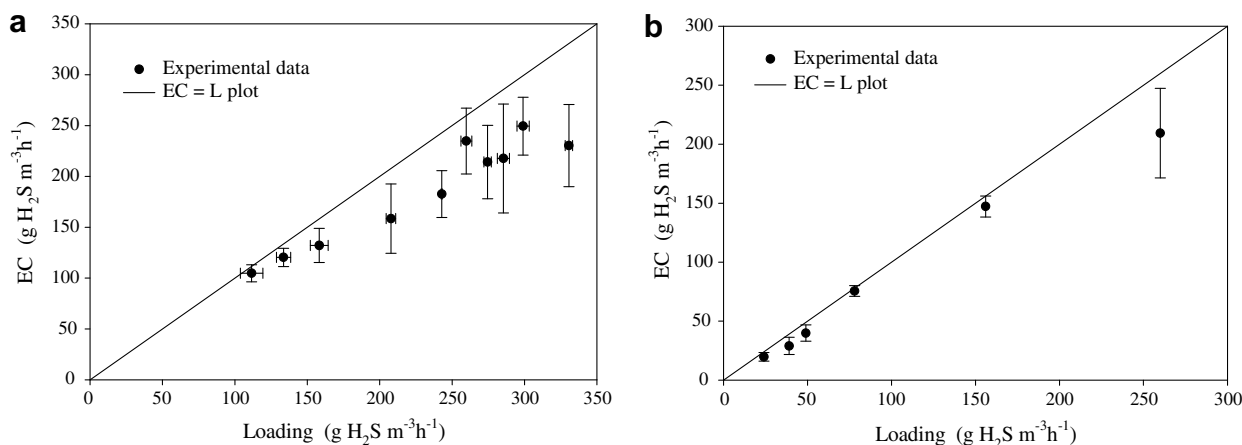 a
350
300
250
200
150
100
50
0
EC (g H₂S m⁻³h⁻¹)
Experimental data
EC = L plot
0 50 100 150 200 250 300 350
Loading (g H₂S m⁻³h⁻¹)
b
300
250
200
150
100
50
0
EC (g H₂S m⁻³h⁻¹)
Experimental data
EC = L plot
0 50 100 150 200 250 300
Loading (g H₂S m⁻³h⁻¹)